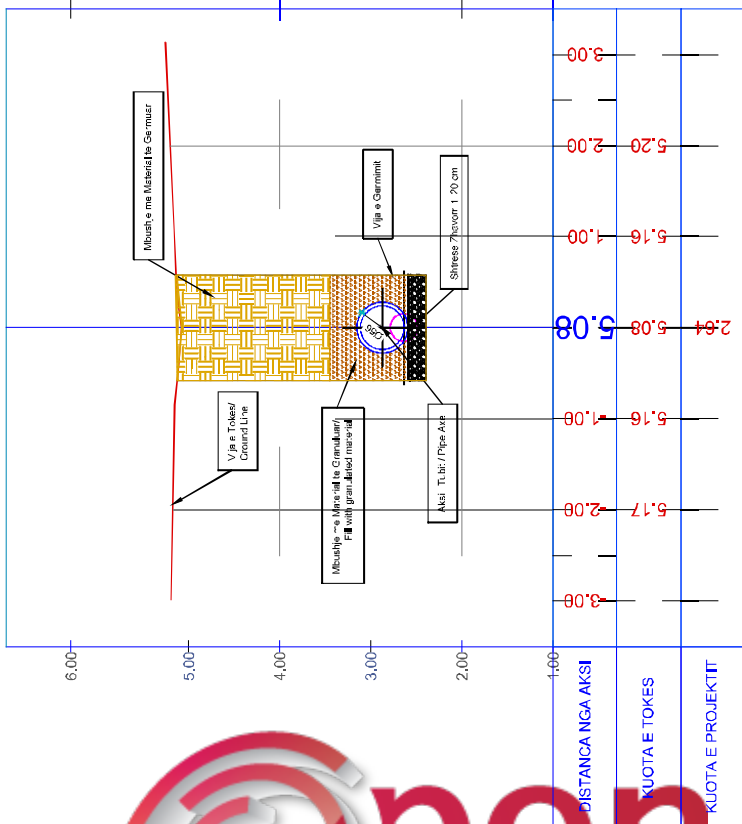 Mbushje me Material te Germuar
Vija e Germimit
Shtrese Zhavorr 1-20 cm
Vija e Tokes/
Ground Line
Mbushje me Material te Granuluar/
Fill with granulated material
Aksi Tubit / Pipe Axe
6.00
5.00
4.00
3.00
2.00
1.00
DISTANCA NGA AKSI
-3.00
-2.00
-1.00
5.08
1.00
2.00
3.00
KUOTA E TOKES
5.17
5.16
5.08
5.16
5.20
KUOTA E PROJEKTIT
2.64